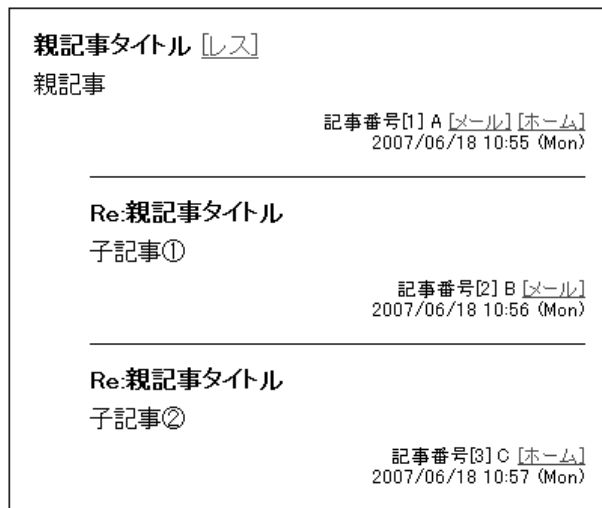 親記事タイトル [レス]
親記事
記事番号[1] A [メール] [ホーム]
2007/06/18 10:55 (Mon)
Re:親記事タイトル
子記事①
記事番号[2] B [メール]
2007/06/18 10:56 (Mon)
Re:親記事タイトル
子記事②
記事番号[3] C [ホーム]
2007/06/18 10:57 (Mon)